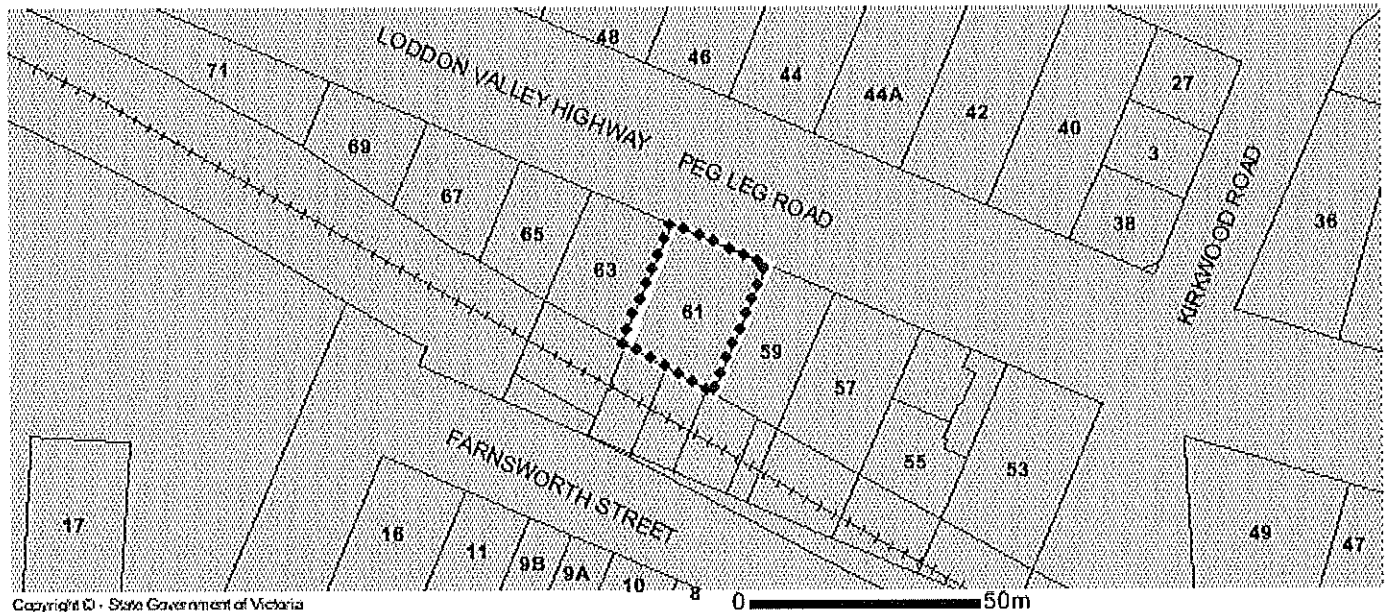 48
46
44
44A
42
40
27
3
38
36
71
69
67
65
63
61
59
57
55
53
49
47
LODDON VALLEY HIGHWAY
PEG LEG ROAD
KIRKWOOD ROAD
FARNSWORTH STREET
17
16
11
9B
9A
10
8
Copyright © - State Government of Victoria
0 50m